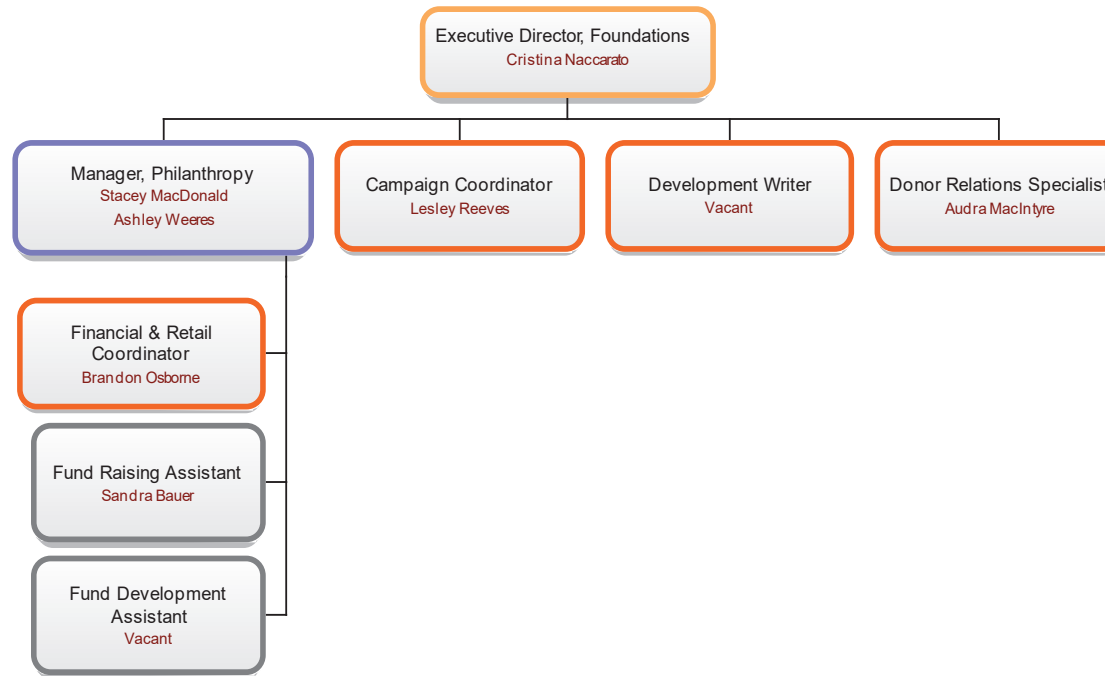 Executive Director, Foundations
Cristina Naccarato
Manager, Philanthropy
Stacey MacDonald
Ashley Weeres
Campaign Coordinator
Lesley Reeves
Development Writer
Vacant
Donor Relations Specialist
Audra MacIntyre
Financial & Retail
Coordinator
Brandon Osborne
Fund Raising Assistant
Sandra Bauer
Fund Development
Assistant
Vacant